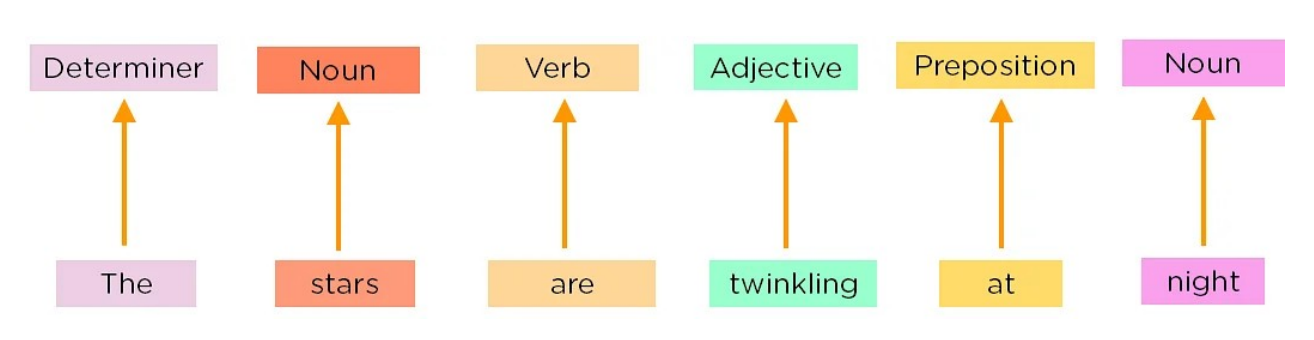 Determiner Noun Verb Adjective Preposition Noun
The stars are twinkling at night